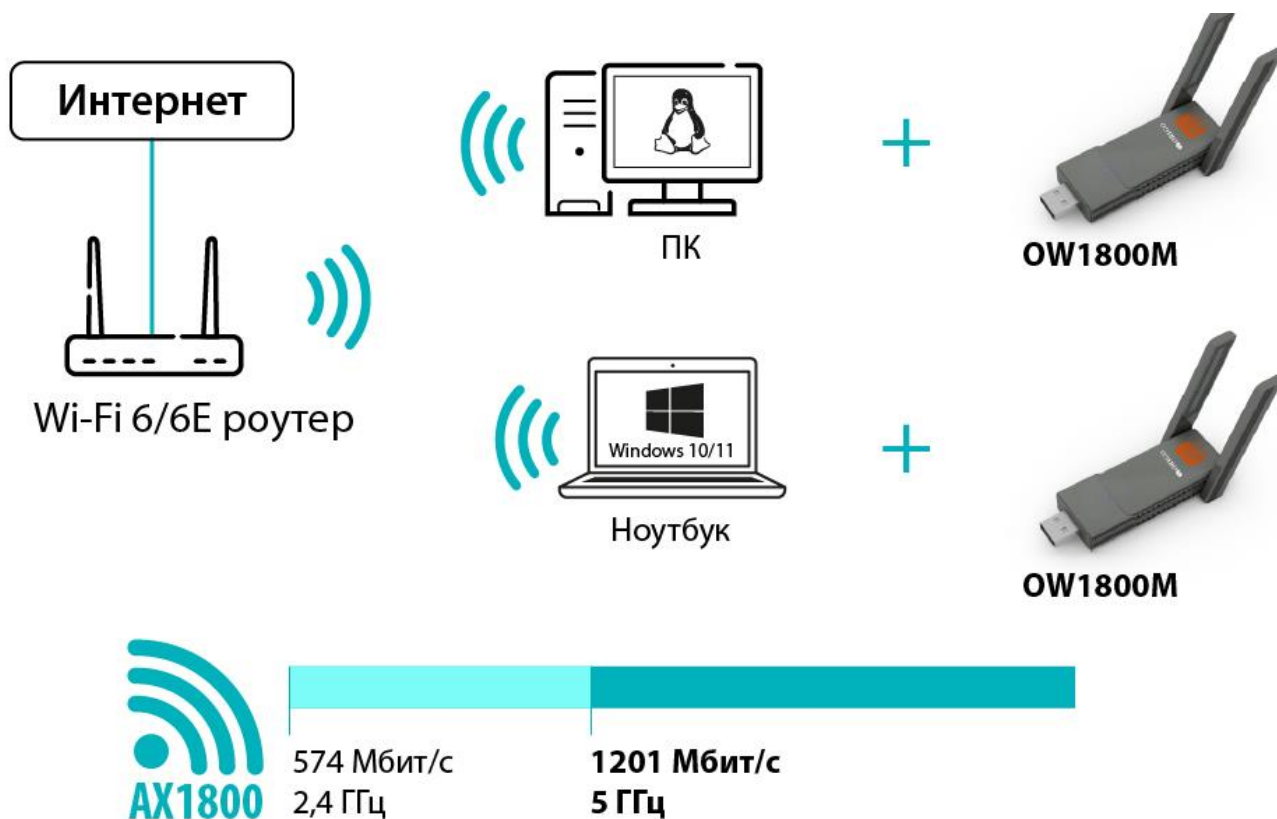 Интернет
Wi-Fi 6/6E роутер
ПК
OW1800M
Windows 10/11
Ноутбук
OW1800M
AX1800
574 Мбит/с
2,4 ГГц
1201 Мбит/с
5 ГГц